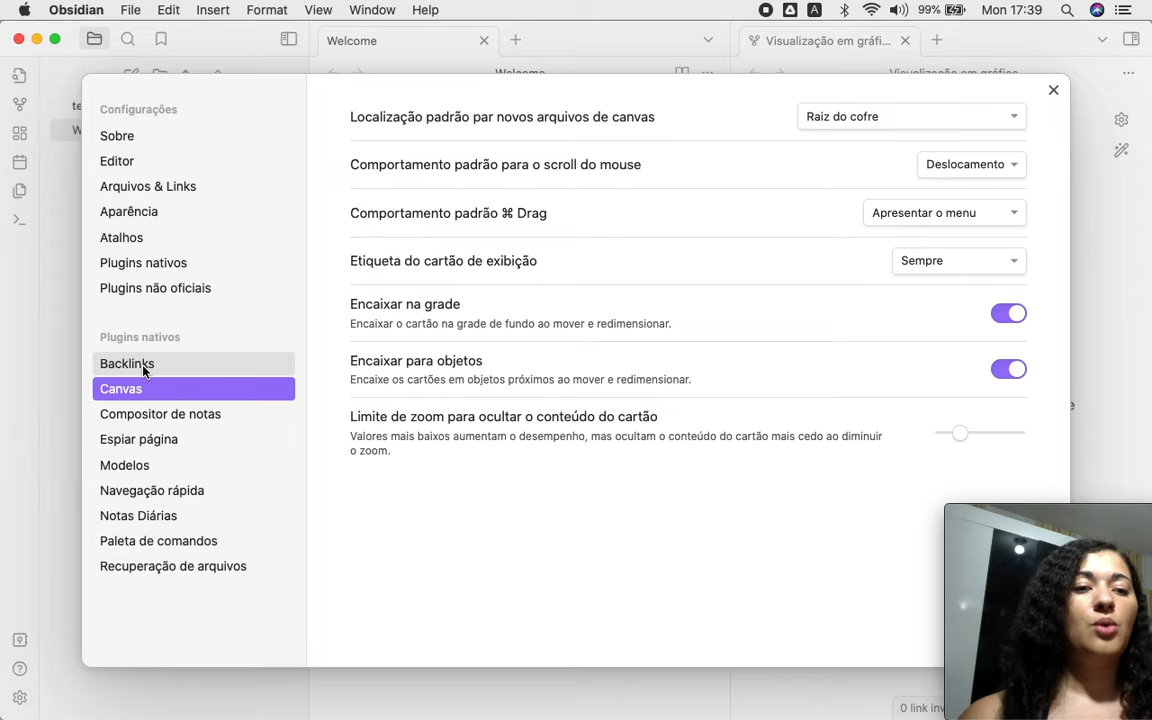 Obsidian File Edit Insert Format View Window Help
A
99%
Mon 17:39
Welcome
Visualização em gráfi...
Welcome
Visualização em gráfico
Configurações
Sobre
Editor
Arquivos & Links
Aparência
Atalhos
Plugins nativos
Plugins não oficiais
Plugins nativos
Backlinks
Canvas
Compositor de notas
Espiar página
Modelos
Navegação rápida
Notas Diárias
Paleta de comandos
Recuperação de arquivos
Localização padrão par novos arquivos de canvas
Raiz do cofre
Comportamento padrão para o scroll do mouse
Deslocamento
Comportamento padrão ⌘ Drag
Apresentar o menu
Etiqueta do cartão de exibição
Sempre
Encaixar na grade
Encaixar o cartão na grade de fundo ao mover e redimensionar.
Encaixar para objetos
Encaixe os cartões em objetos próximos ao mover e redimensionar.
Limite de zoom para ocultar o conteúdo do cartão
Valores mais baixos aumentam o desempenho, mas ocultam o conteúdo do cartão mais cedo ao diminuir
o zoom.
0 link